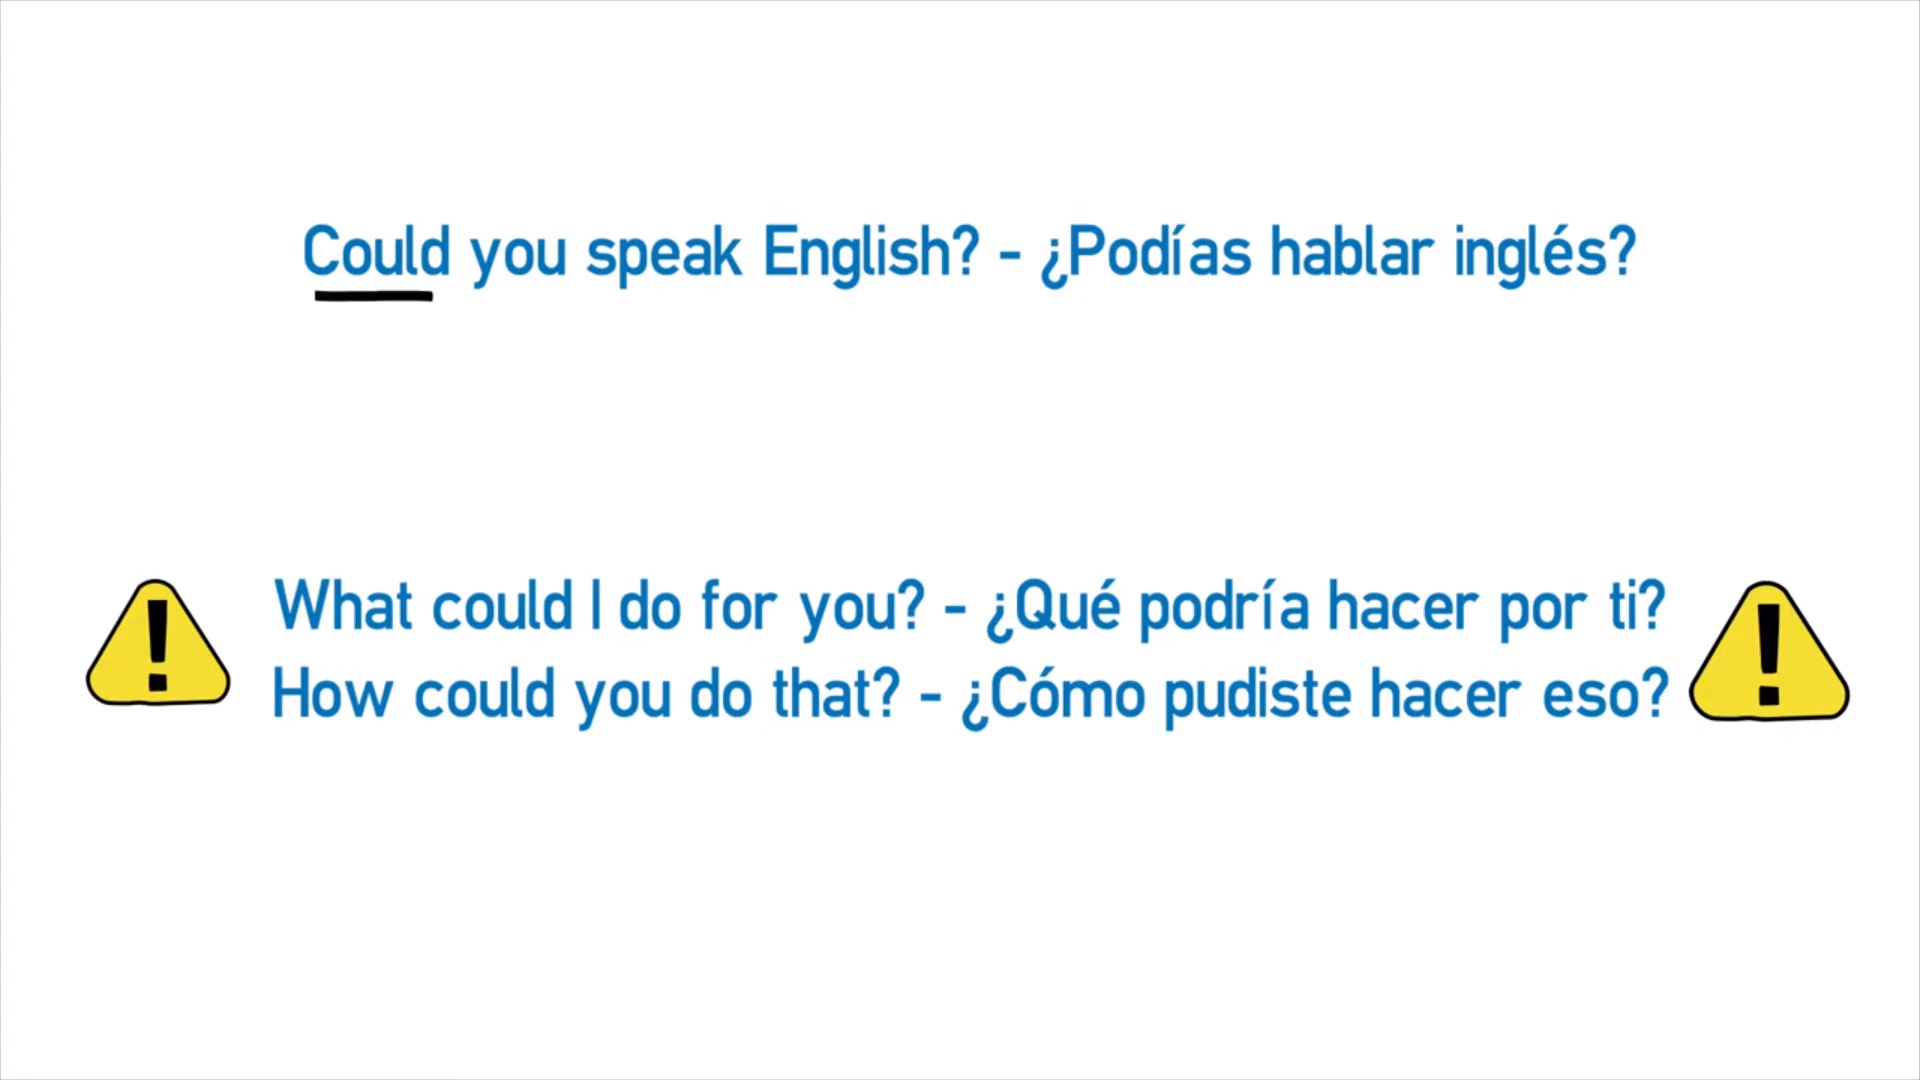 Could you speak English? - ¿Podías hablar inglés?
What could I do for you? - ¿Qué podría hacer por ti?
How could you do that? - ¿Cómo pudiste hacer eso?